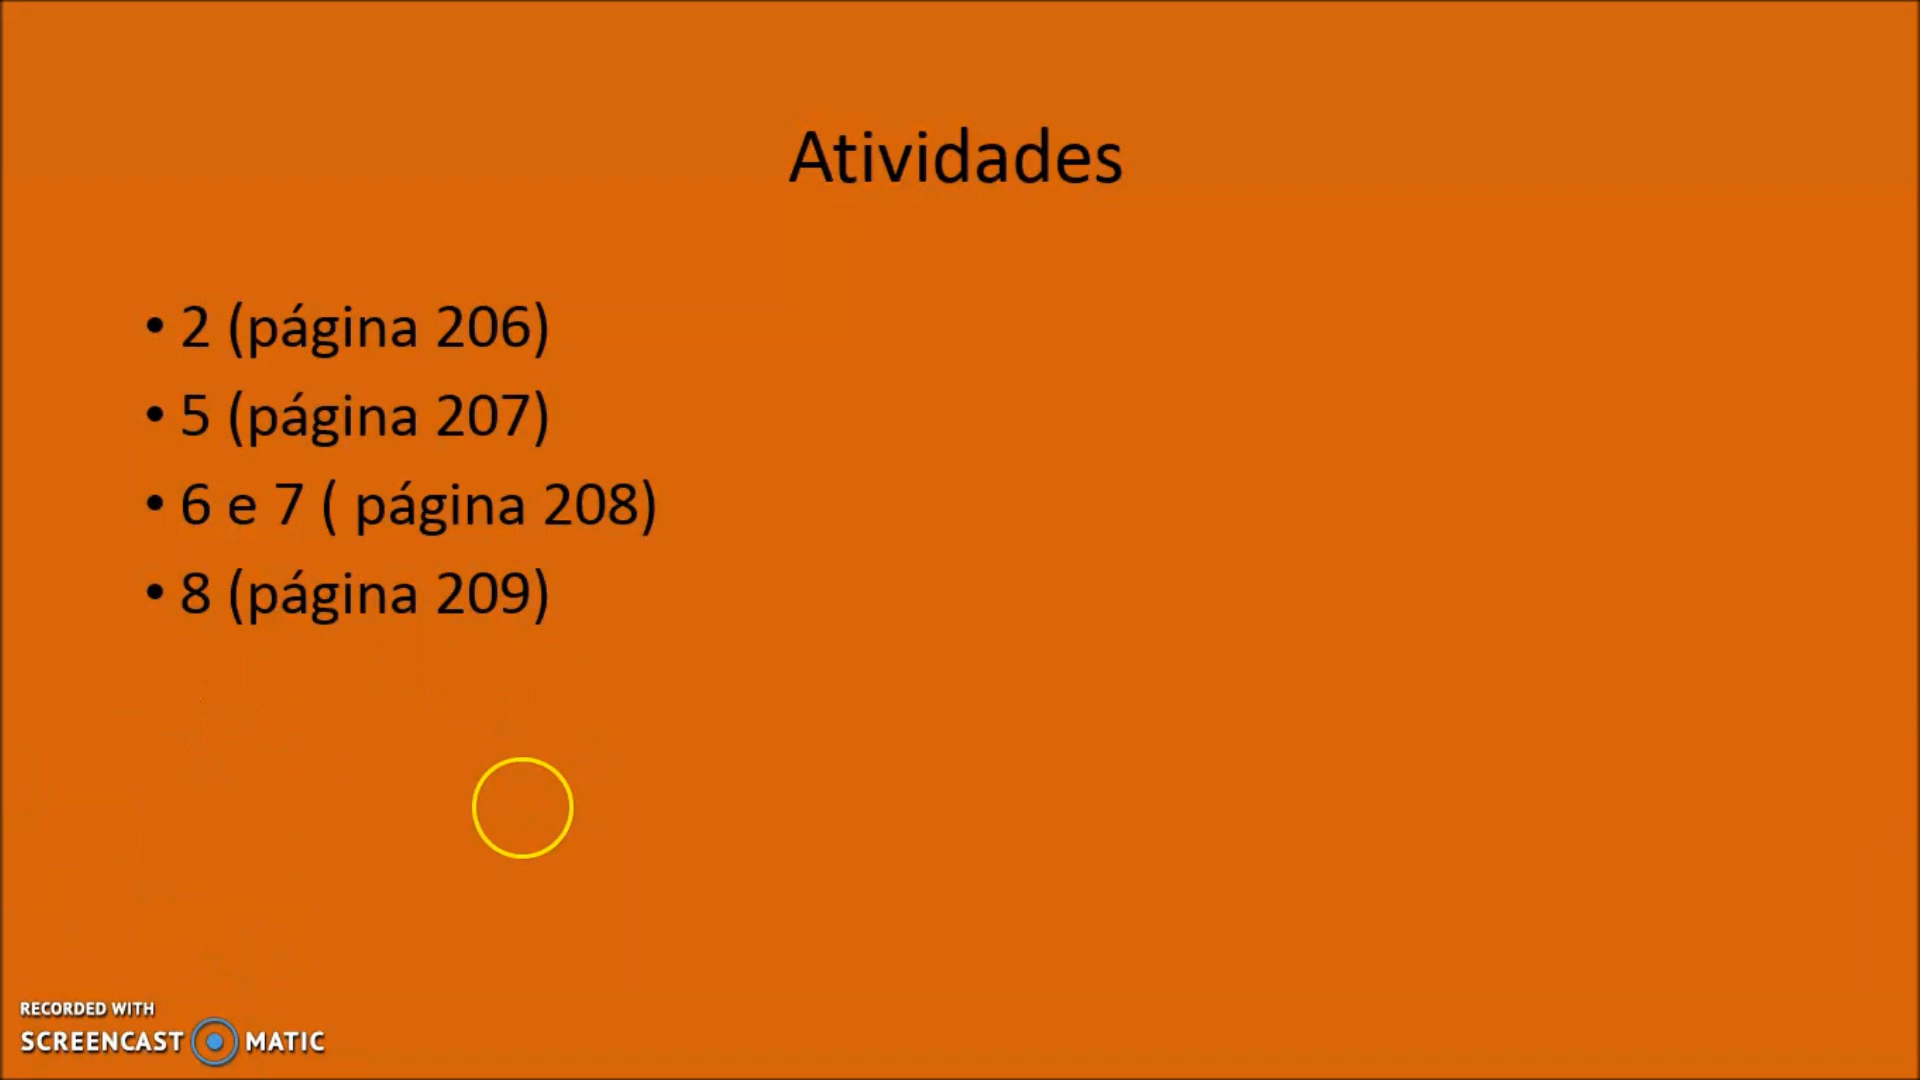 Atividades
• 2 (página 206)
• 5 (página 207)
• 6 e 7 ( página 208)
• 8 (página 209)
RECORDED WITH
SCREENCAST MATIC